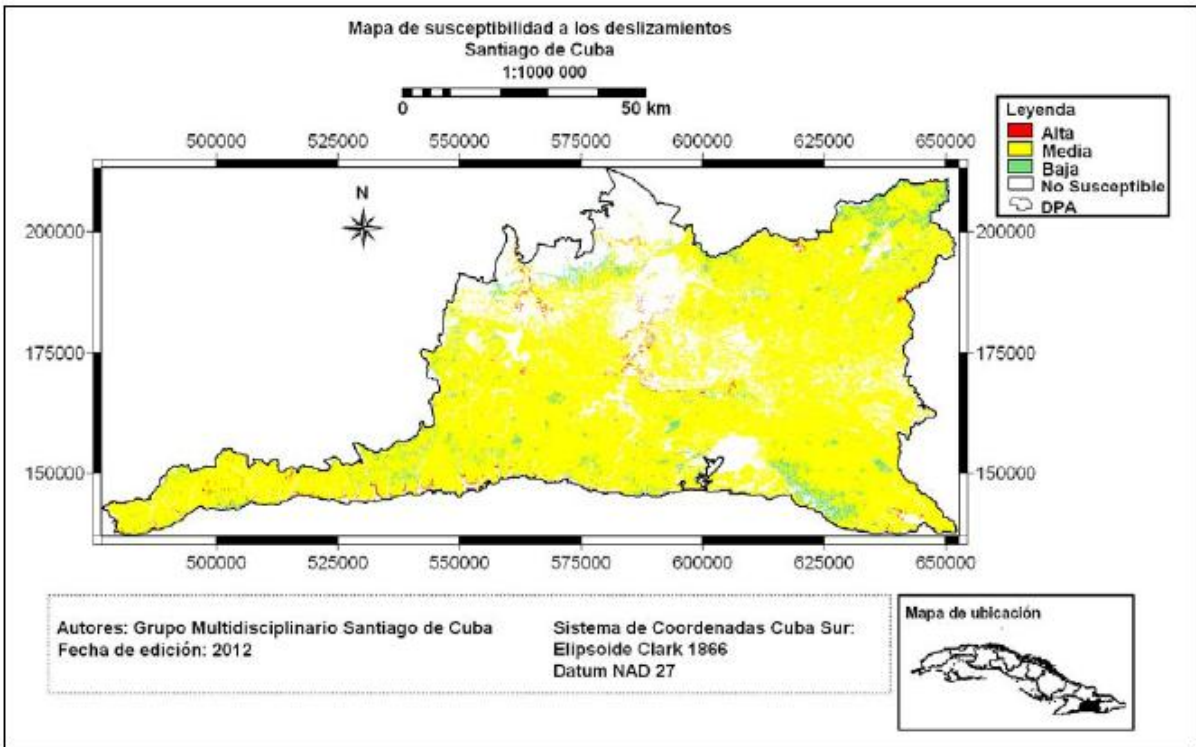 Mapa de susceptibilidad a los deslizamientos
Santiago de Cuba
1:1000 000
0 50 km
Leyenda
Alta
Media
Baja
No Susceptible
DPA
500000 525000 550000 575000 600000 625000 650000
N
200000 200000
175000 175000
150000 150000
500000 525000 550000 575000 600000 625000 650000
Autores: Grupo Multidisciplinario Santiago de Cuba
Fecha de edición: 2012
Sistema de Coordenadas Cuba Sur:
Elipsoide Clark 1866
Datum NAD 27
Mapa de ubicación